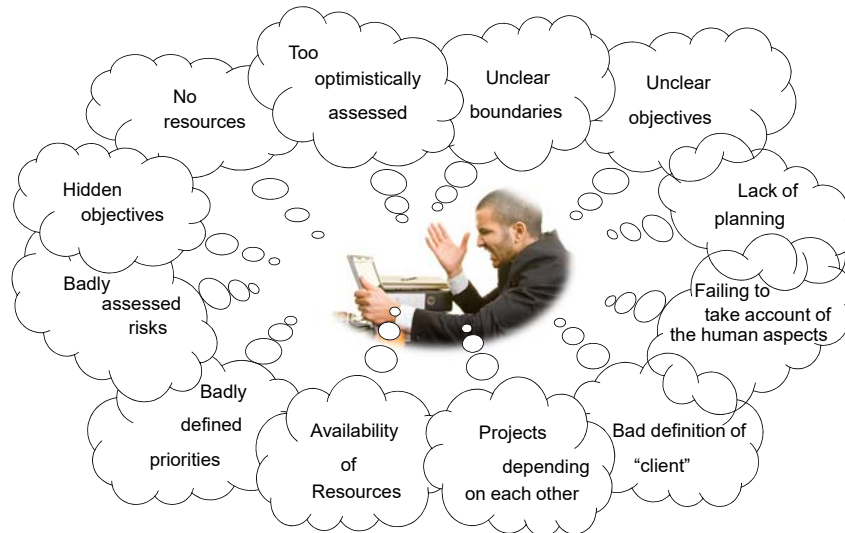 Too
optimistically
assessed
Unclear
boundaries
Unclear
objectives
No
resources
Hidden
objectives
Lack of
planning
Badly
assessed
risks
Failing to
take account of
the human aspects
Badly
defined
priorities
Availability
of
Resources
Projects
depending
on each other
Bad definition of
“client”